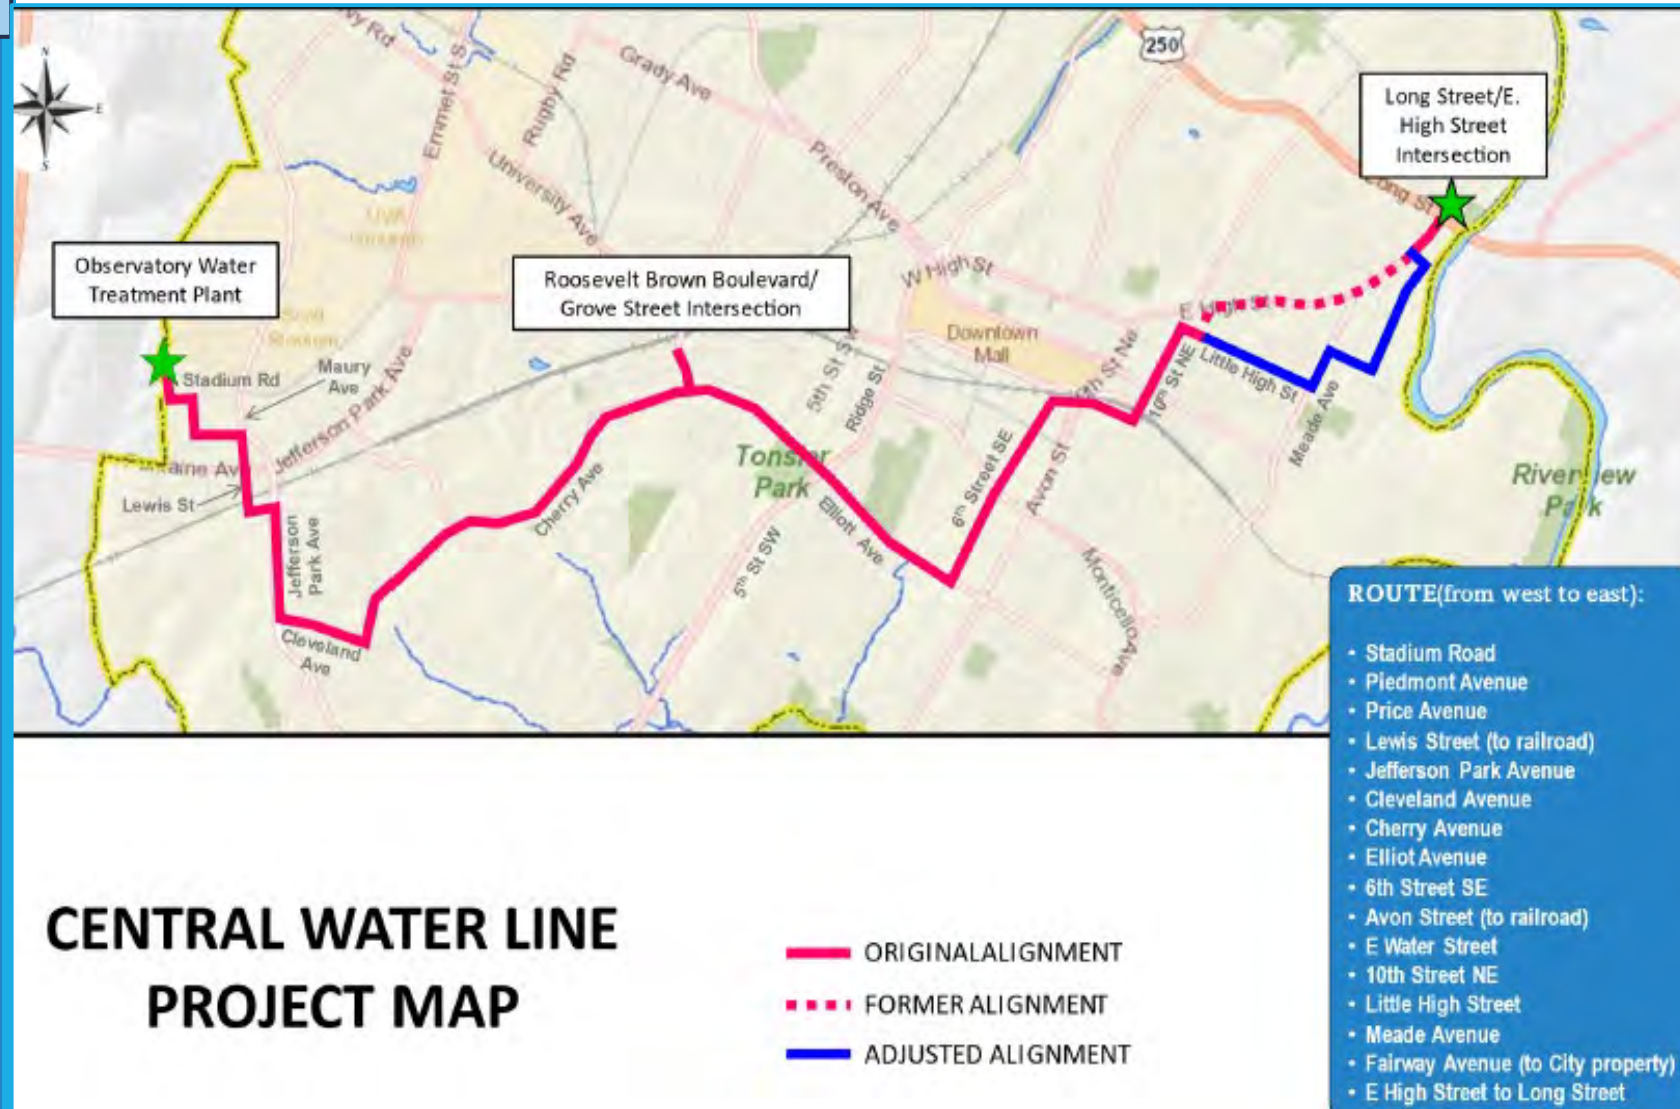 N
E
S
250
Emmet St S
Rugby Rd
Grady Ave
University Ave
Preston Ave
Long Street/E.
High Street
Intersection
Long St
Observatory Water
Treatment Plant
Roosevelt Brown Boulevard/
Grove Street Intersection
W High St
E High St
Downtown
Mall
Stadium Rd
Maury
Ave
Jefferson Park Ave
5th St SW
Ridge St
10th St NE
Little High St
Meade Ave
Lewis St
Jefferson
Park Ave
Cherry Ave
Tonsler
Park
Elliott Ave
6th Street SE
Avon St
Riverview
Park
5th St SW
Monticello Ave
Cleveland
Ave
ROUTE(from west to east):
• Stadium Road
• Piedmont Avenue
• Price Avenue
• Lewis Street (to railroad)
• Jefferson Park Avenue
• Cleveland Avenue
• Cherry Avenue
• Elliot Avenue
• 6th Street SE
• Avon Street (to railroad)
• E Water Street
• 10th Street NE
• Little High Street
• Meade Avenue
• Fairway Avenue (to City property)
• E High Street to Long Street
CENTRAL WATER LINE
PROJECT MAP
ORIGINALALIGNMENT
FORMER ALIGNMENT
ADJUSTED ALIGNMENT